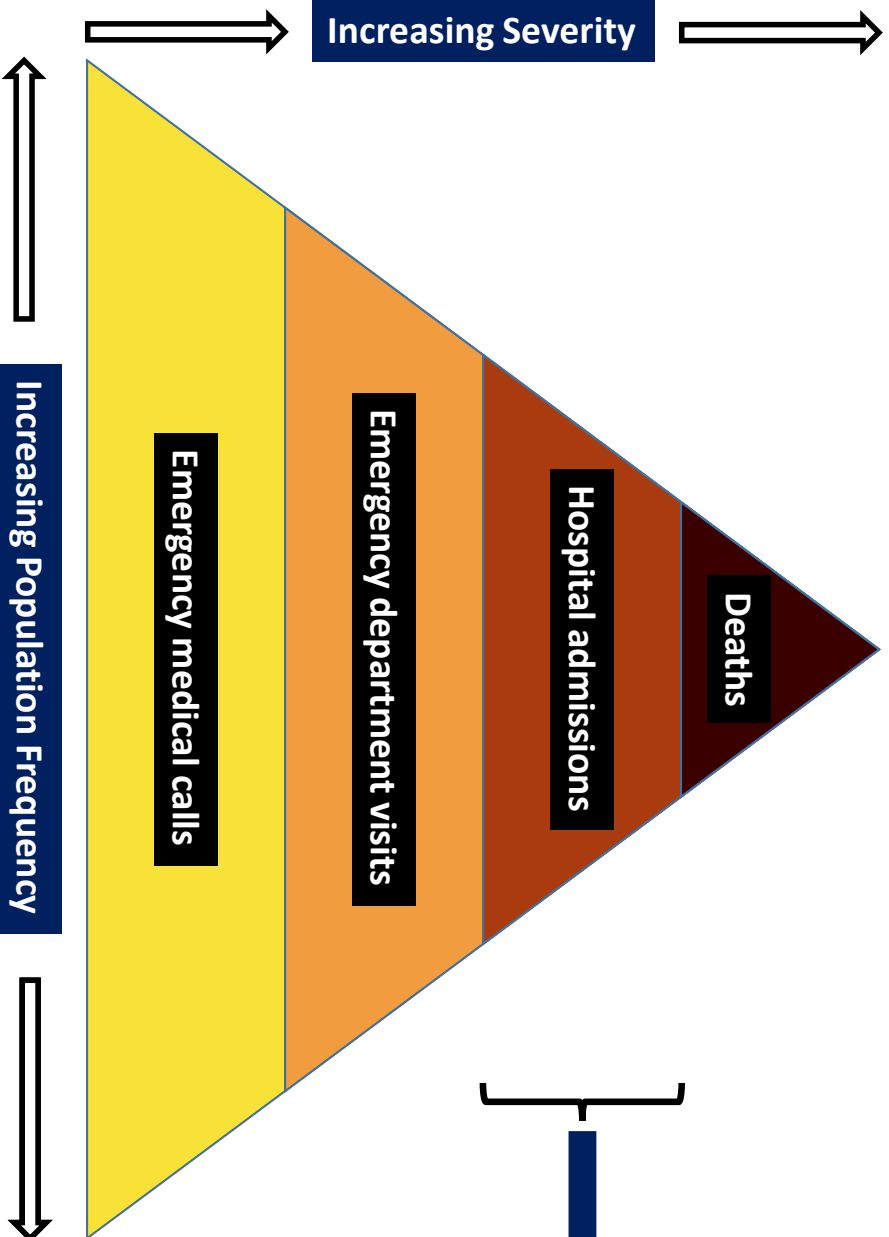 Increasing Severity
Deaths
Hospital admissions
Emergency department visits
Emergency medical calls
Increasing Population Frequency